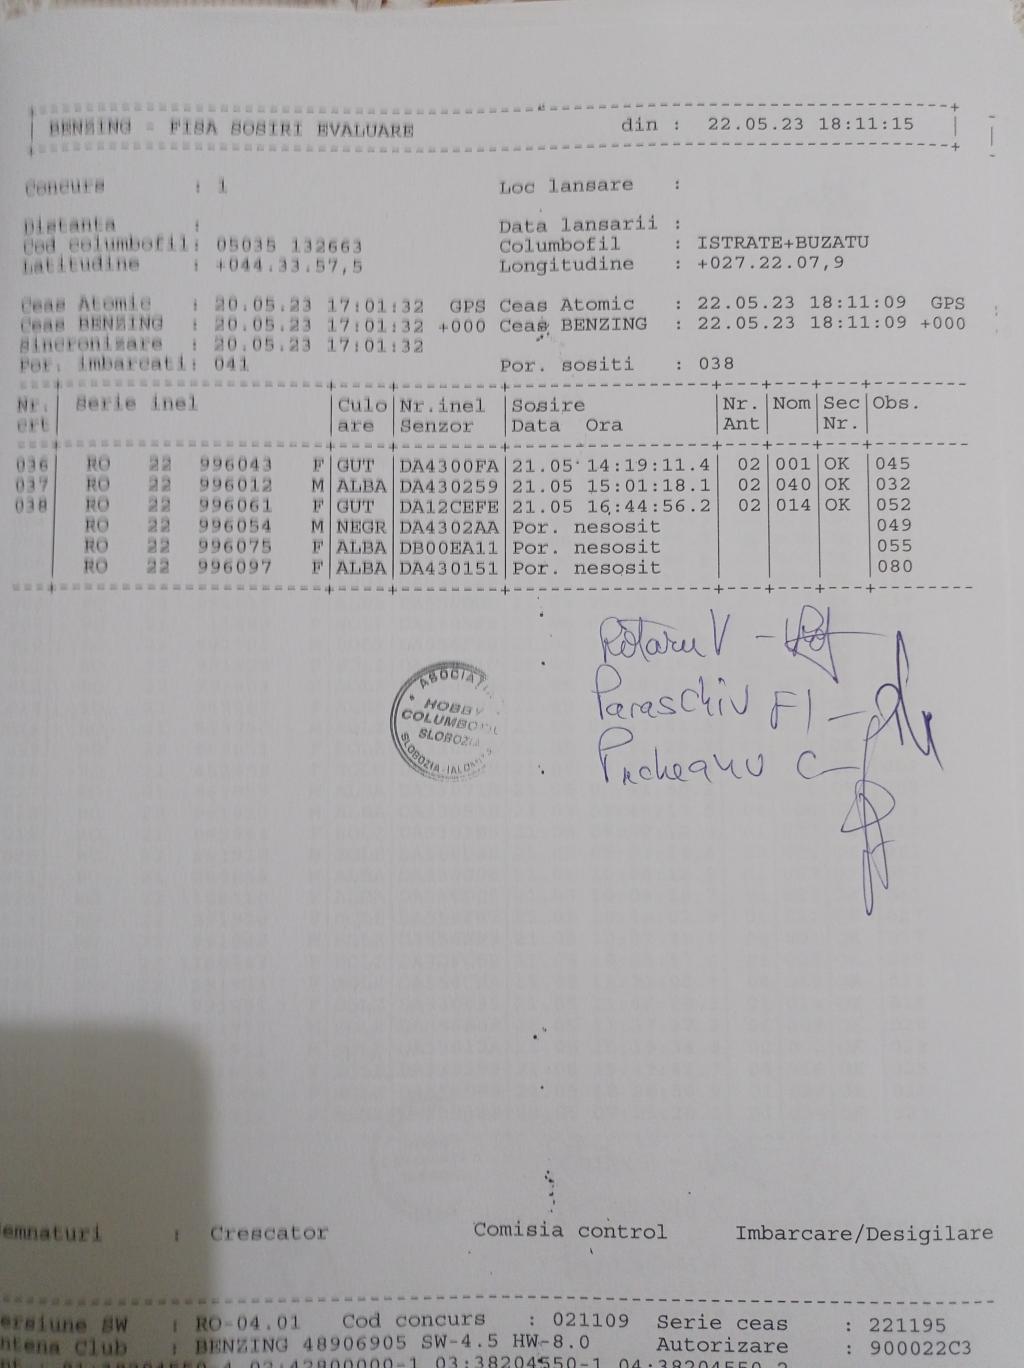 BENZING - FISA SOSIRI EVALUARE din : 22.05.23 18:11:15
Concurs : 1 Loc lansare :
Distanta : Data lansarii :
Cod columbofil: 05035 132663 Columbofil : ISTRATE+BUZATU
Latitudine : +044.33.57,5 Longitudine : +027.22.07,9
Ceas Atomic : 20.05.23 17:01:32 GPS Ceas Atomic : 22.05.23 18:11:09 GPS
Ceas BENZING : 20.05.23 17:01:32 +000 Ceas BENZING : 22.05.23 18:11:09 +000
Sincronizare : 20.05.23 17:01:32
Por. imbarcati: 041 Por. sositi : 038
Nr. Serie inel Culo Nr.inel Sosire Nr. Nom Sec Obs.
crt are Senzor Data Ora Ant Nr.
036 RO 22 996043 F GUT DA4300FA 21.05 14:19:11.4 02 001 OK 045
037 RO 22 996012 M ALBA DA430259 21.05 15:01:18.1 02 040 OK 032
038 RO 22 996061 F GUT DA12CEFE 21.05 16:44:56.2 02 014 OK 052
RO 22 996054 M NEGR DA4302AA Por. nesosit 049
RO 22 996075 F ALBA DB00EA11 Por. nesosit 055
RO 22 996097 F ALBA DA430151 Por. nesosit 080
Rotaru V -
Paraschiv Fl -
C
ASOCIAȚIA
HOBBY
COLUMBO
SLOBOZIA
SLOBOZIA-IALOMI
emnaturi : Crescator Comisia control Imbarcare/Desigilare
ersiune SW : RO-04.01 Cod concurs : 021109 Serie ceas : 221195
ntena Club : BENZING 48906905 SW-4.5 HW-8.0 Autorizare : 900022C3